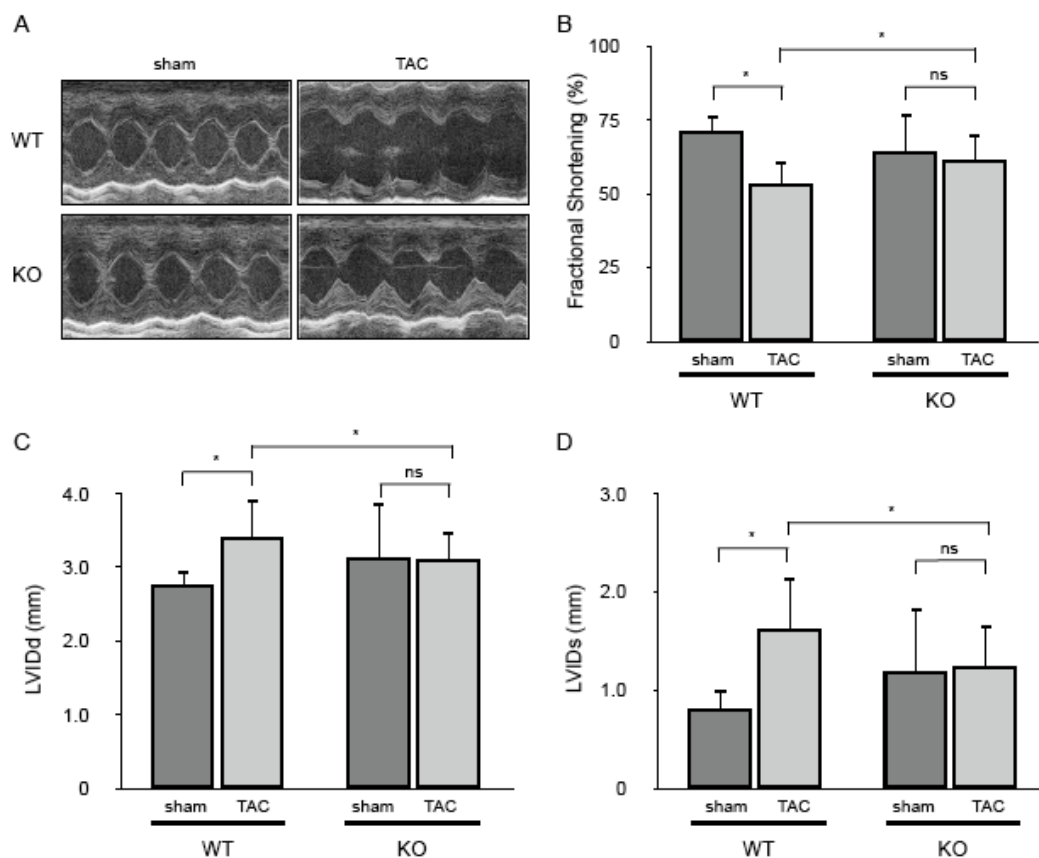 A
sham TAC
WT
KO
B
Fractional Shortening (%)
100
75
50
25
0
*
*
ns
sham TAC sham TAC
WT KO
C
LVIDd (mm)
4.0
3.0
2.0
1.0
0
*
*
ns
sham TAC sham TAC
WT KO
D
LVIDs (mm)
3.0
2.0
1.0
0
*
*
ns
sham TAC sham TAC
WT KO